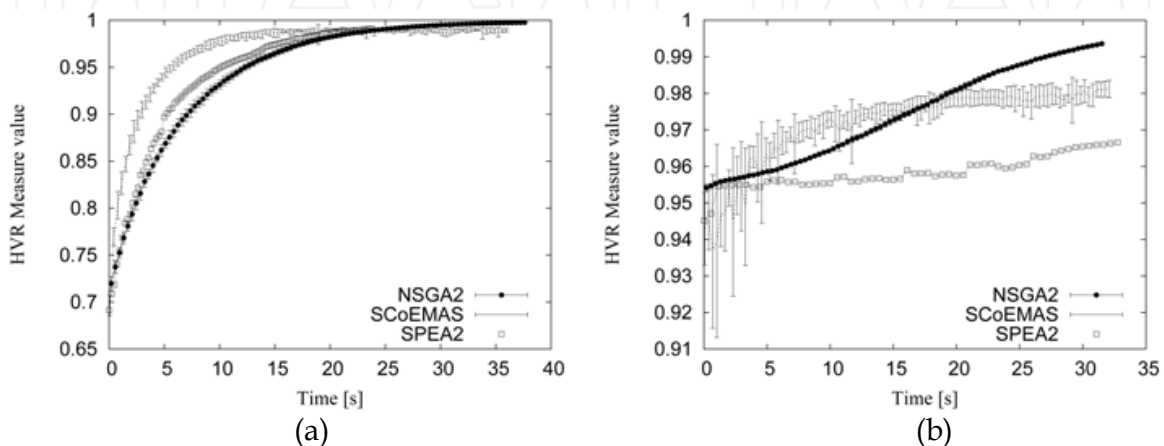 1
0.95
0.9
0.85
0.8
0.75
0.7
0.65
HVR Measure value
0 5 10 15 20 25 30 35 40
Time [s]
NSGA2
SCoEMAS
SPEA2
(a)
1
0.99
0.98
0.97
0.96
0.95
0.94
0.93
0.92
0.91
HVR Measure value
0 5 10 15 20 25 30 35
Time [s]
NSGA2
SCoEMAS
SPEA2
(b)